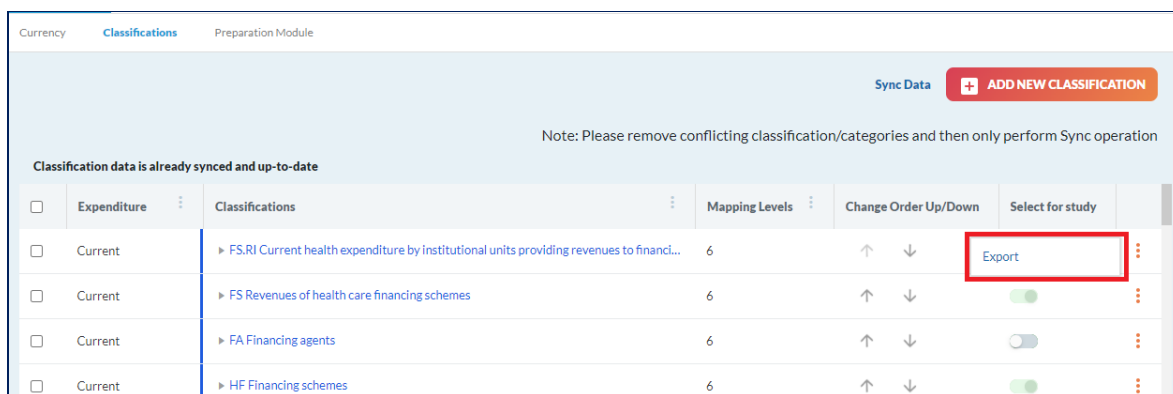 Currency Classifications Preparation Module
Sync Data ADD NEW CLASSIFICATION
Note: Please remove conflicting classification/categories and then only perform Sync operation
Classification data is already synced and up-to-date
Expenditure Classifications Mapping Levels Change Order Up/Down Select for study
Current FS.RI Current health expenditure by institutional units providing revenues to financi... 6 Export
Current FS Revenues of health care financing schemes 6
Current FA Financing agents 6
Current HF Financing schemes 6